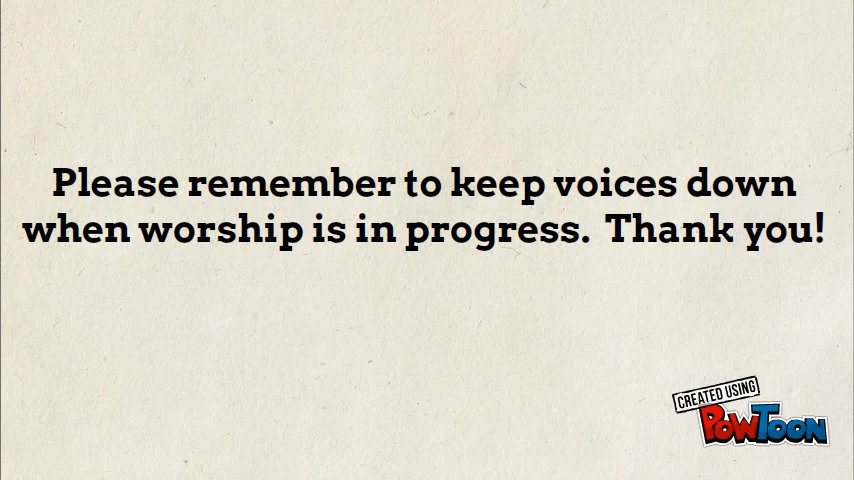 Please remember to keep voices down
when worship is in progress.  Thank you!
CREATED USING
POWTOON